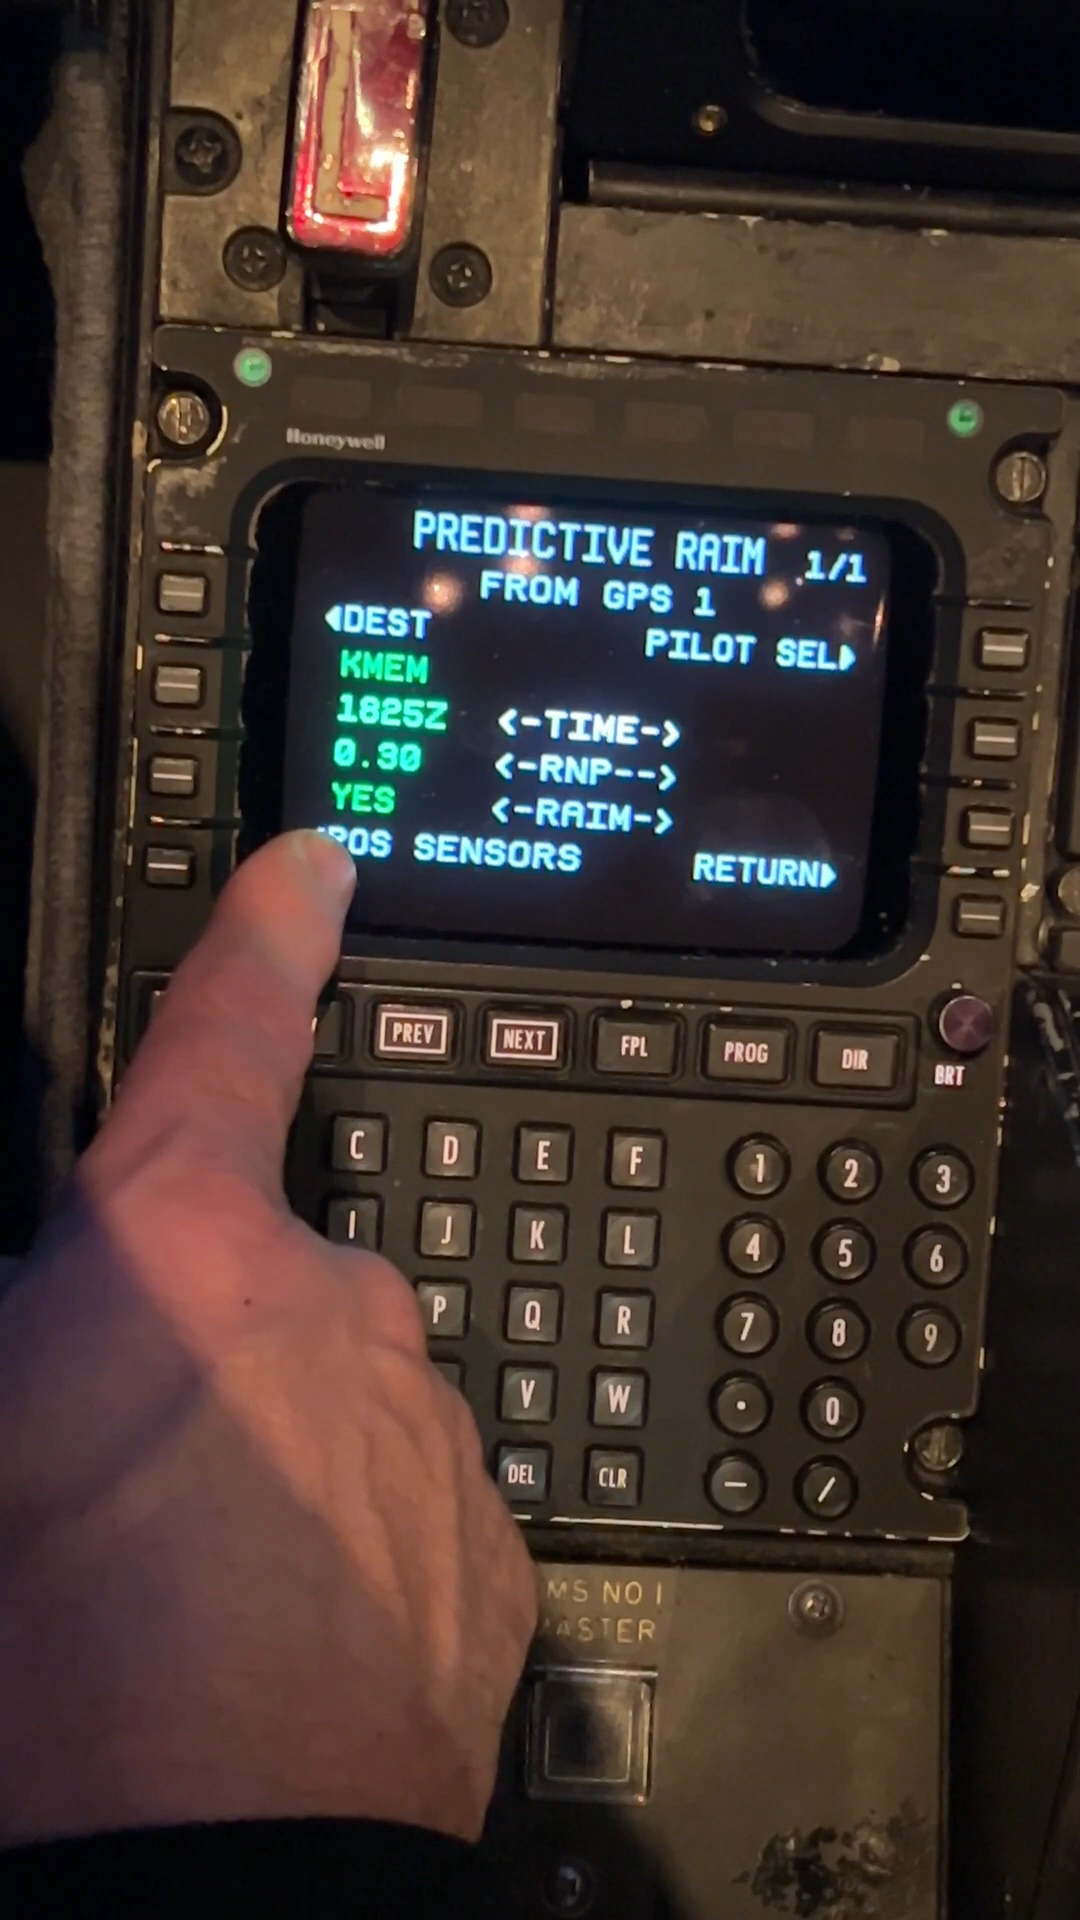 Honeywell
PREDICTIVE RAIM 1/1
FROM GPS 1
◀DEST
PILOT SEL▶
KMEM
1825Z <-TIME->
0.30 <-RNP-->
YES <-RAIM->
POS SENSORS RETURN▶
PREV NEXT FPL PROG DIR
BRT
C D E F 1 2 3
I J K L 4 5 6
P Q R 7 8 9
V W . 0
DEL CLR - /
MS NO 1
ASTER